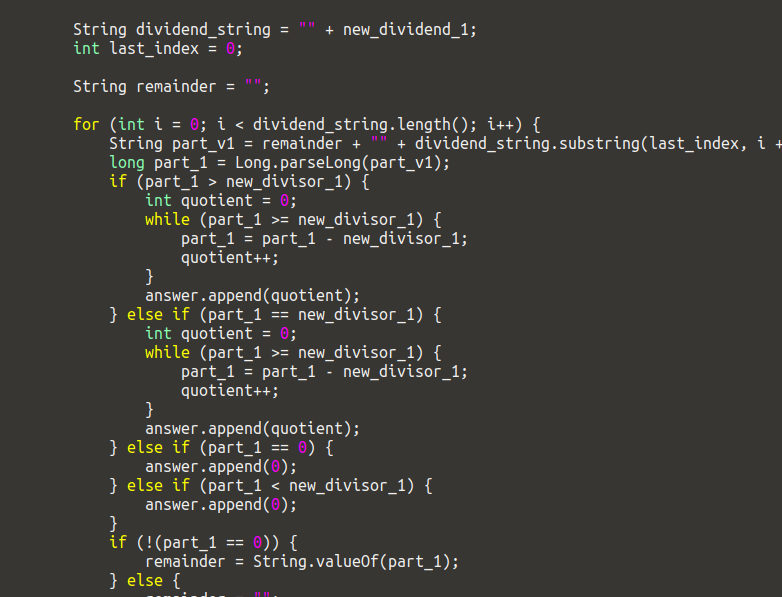 String dividend_string = "" + new_dividend_1;
int last_index = 0;
String remainder = "";
for (int i = 0; i < dividend_string.length(); i++) {
String part_v1 = remainder + "" + dividend_string.substring(last_index, i +
long part_1 = Long.parseLong(part_v1);
if (part_1 > new_divisor_1) {
int quotient = 0;
while (part_1 >= new_divisor_1) {
part_1 = part_1 - new_divisor_1;
quotient++;
}
answer.append(quotient);
} else if (part_1 == new_divisor_1) {
int quotient = 0;
while (part_1 >= new_divisor_1) {
part_1 = part_1 - new_divisor_1;
quotient++;
}
answer.append(quotient);
} else if (part_1 == 0) {
answer.append(0);
} else if (part_1 < new_divisor_1) {
answer.append(0);
}
if (!(part_1 == 0)) {
remainder = String.valueOf(part_1);
} else {